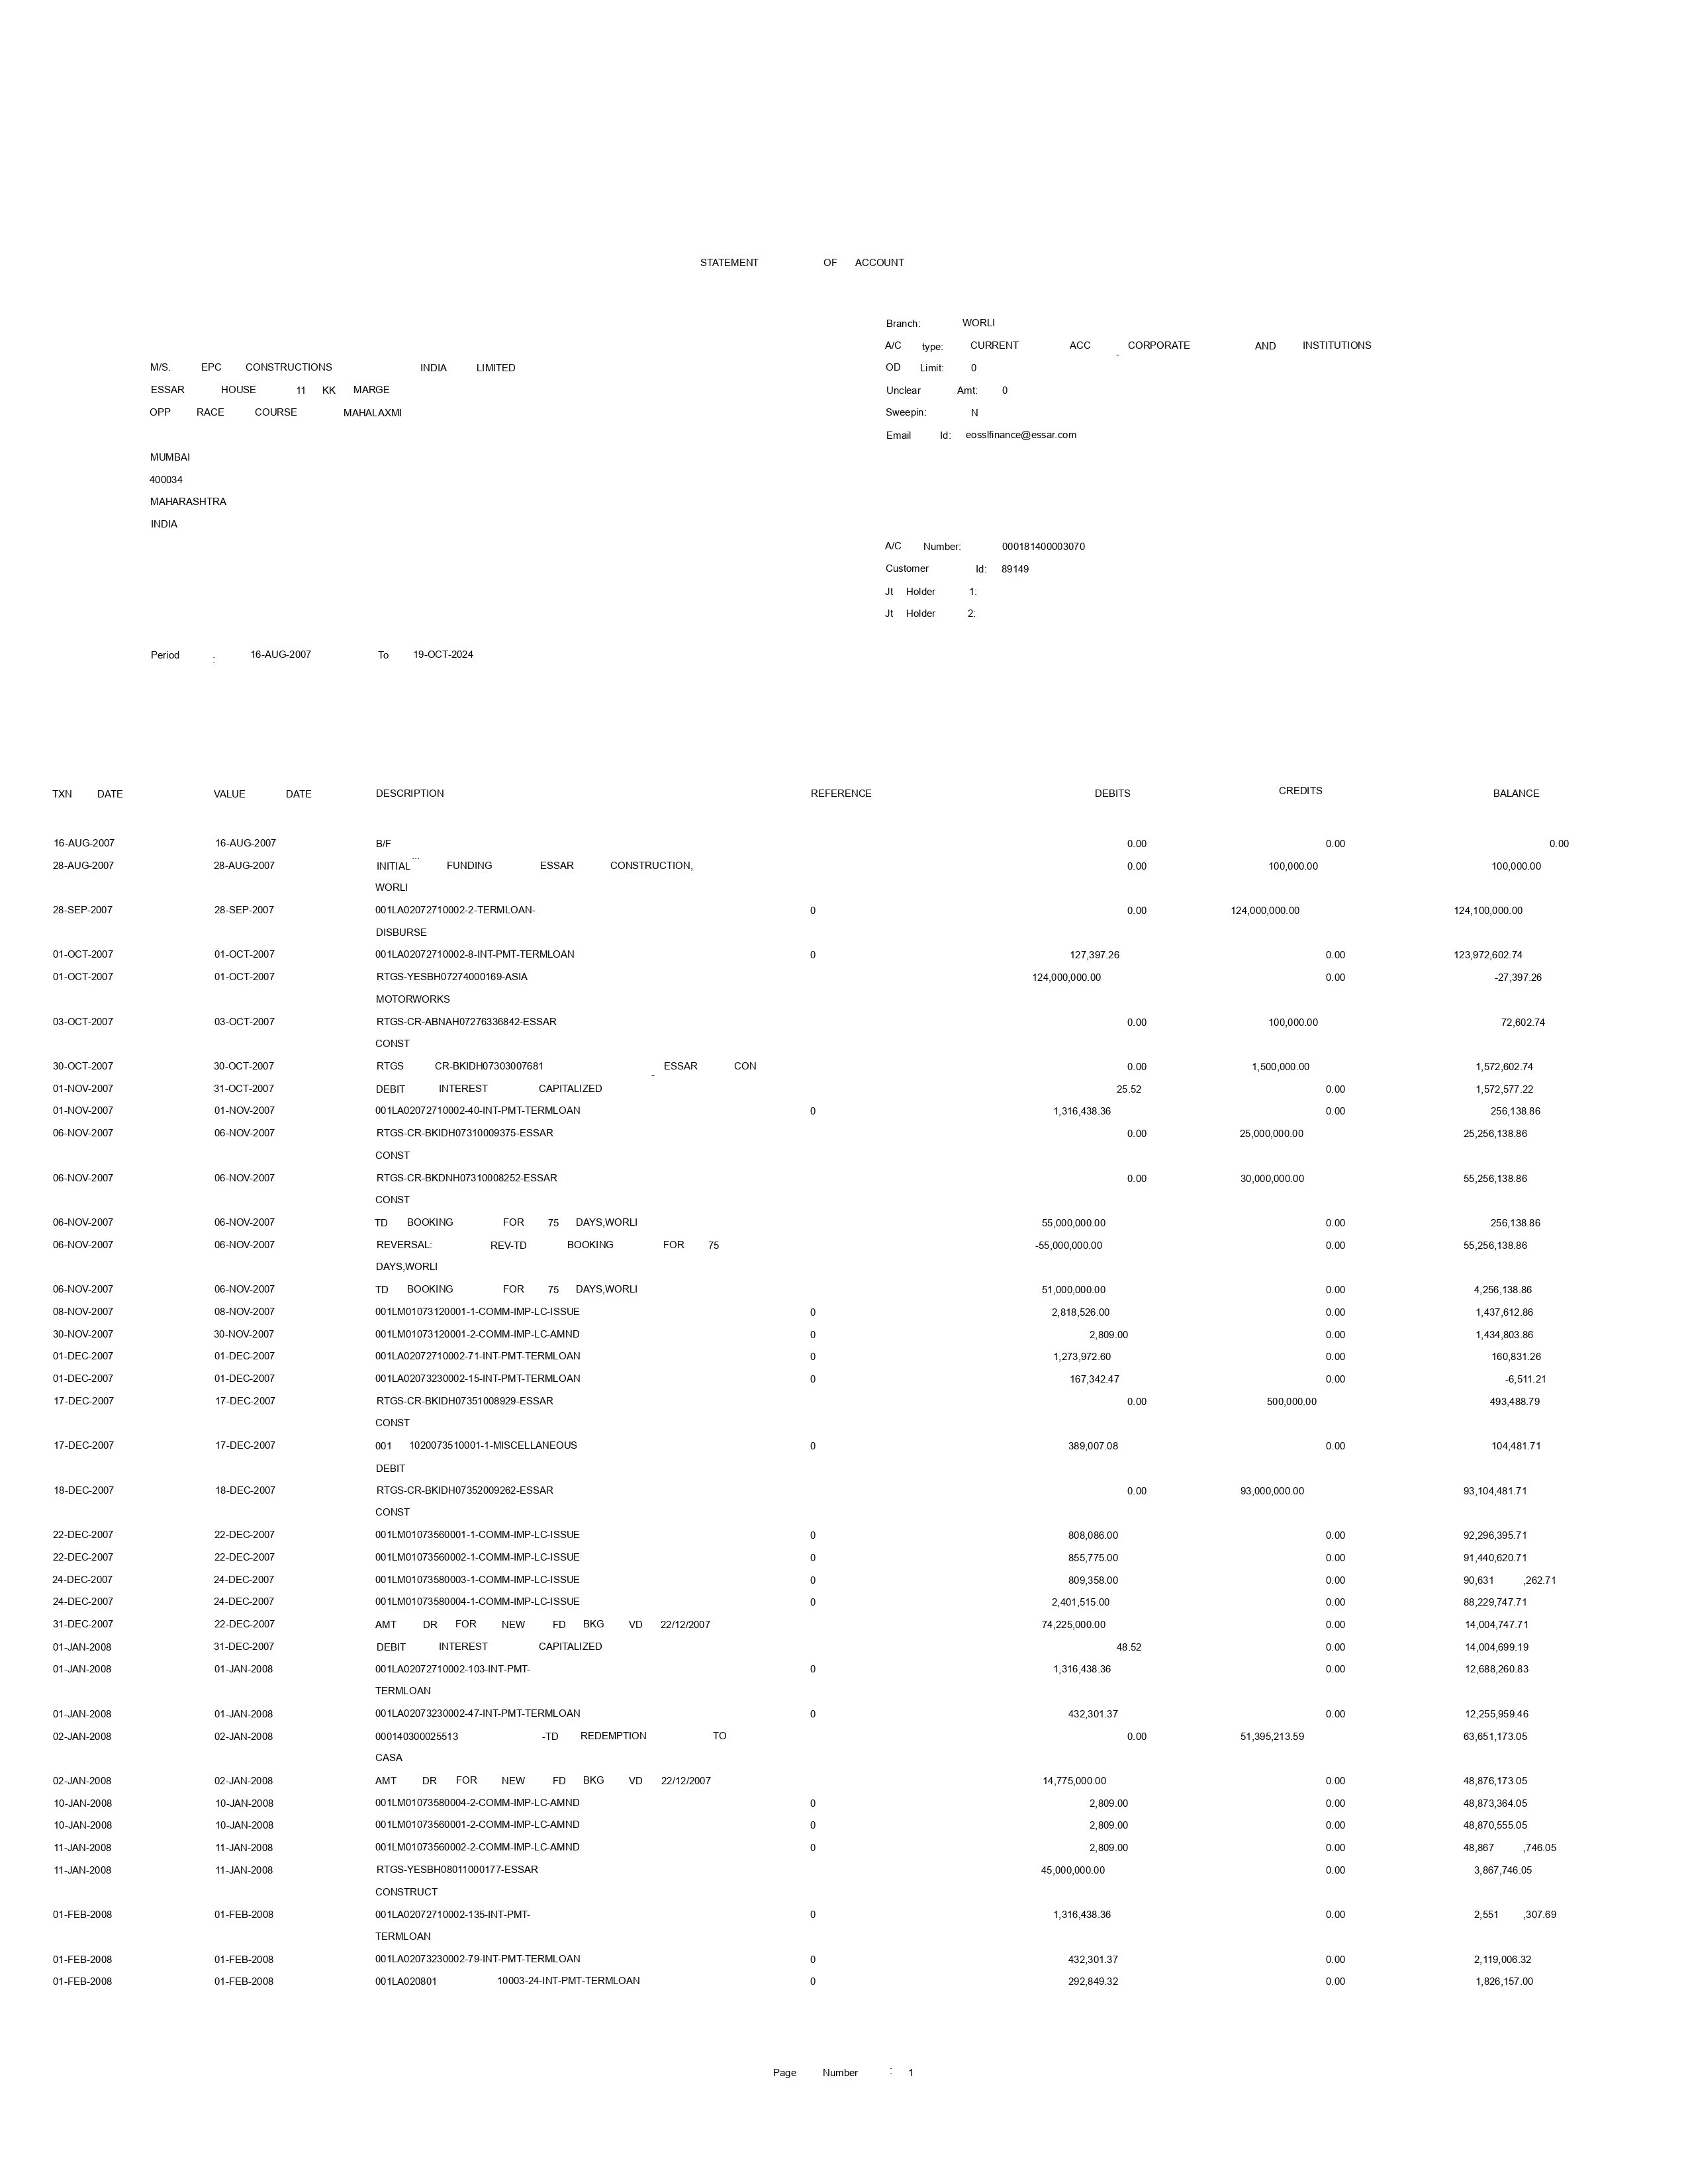 STATEMENT OF ACCOUNT
Branch: WORLI
A/C type: CURRENT ACC - CORPORATE AND INSTITUTIONS
M/S. EPC CONSTRUCTIONS INDIA LIMITED
OD Limit: 0
ESSAR HOUSE 11 KK MARGE
Unclear Amt: 0
OPP RACE COURSE MAHALAXMI
Sweepin: N
Email Id: eosslfinance@essar.com
MUMBAI
400034
MAHARASHTRA
INDIA
A/C Number: 000181400003070
Customer Id: 89149
Jt Holder 1:
Jt Holder 2:
Period : 16-AUG-2007 To 19-OCT-2024
TXN DATE VALUE DATE DESCRIPTION REFERENCE DEBITS CREDITS BALANCE
16-AUG-2007 16-AUG-2007 B/F ... 0.00 0.00 0.00
28-AUG-2007 28-AUG-2007 INITIAL FUNDING ESSAR CONSTRUCTION, 0.00 100,000.00 100,000.00
WORLI
28-SEP-2007 28-SEP-2007 001LA02072710002-2-TERMLOAN- 0 0.00 124,000,000.00 124,100,000.00
DISBURSE
01-OCT-2007 01-OCT-2007 001LA02072710002-8-INT-PMT-TERMLOAN 0 127,397.26 0.00 123,972,602.74
01-OCT-2007 01-OCT-2007 RTGS-YESBH07274000169-ASIA 124,000,000.00 0.00 -27,397.26
MOTORWORKS
03-OCT-2007 03-OCT-2007 RTGS-CR-ABNAH07276336842-ESSAR 0.00 100,000.00 72,602.74
CONST
30-OCT-2007 30-OCT-2007 RTGS CR-BKIDH07303007681 - ESSAR CON 0.00 1,500,000.00 1,572,602.74
01-NOV-2007 31-OCT-2007 DEBIT INTEREST CAPITALIZED 25.52 0.00 1,572,577.22
01-NOV-2007 01-NOV-2007 001LA02072710002-40-INT-PMT-TERMLOAN 0 1,316,438.36 0.00 256,138.86
06-NOV-2007 06-NOV-2007 RTGS-CR-BKIDH07310009375-ESSAR 0.00 25,000,000.00 25,256,138.86
CONST
06-NOV-2007 06-NOV-2007 RTGS-CR-BKDNH07310008252-ESSAR 0.00 30,000,000.00 55,256,138.86
CONST
06-NOV-2007 06-NOV-2007 TD BOOKING FOR 75 DAYS,WORLI 55,000,000.00 0.00 256,138.86
06-NOV-2007 06-NOV-2007 REVERSAL: REV-TD BOOKING FOR 75 -55,000,000.00 0.00 55,256,138.86
DAYS,WORLI
06-NOV-2007 06-NOV-2007 TD BOOKING FOR 75 DAYS,WORLI 51,000,000.00 0.00 4,256,138.86
08-NOV-2007 08-NOV-2007 001LM01073120001-1-COMM-IMP-LC-ISSUE 0 2,818,526.00 0.00 1,437,612.86
30-NOV-2007 30-NOV-2007 001LM01073120001-2-COMM-IMP-LC-AMND 0 2,809.00 0.00 1,434,803.86
01-DEC-2007 01-DEC-2007 001LA02072710002-71-INT-PMT-TERMLOAN 0 1,273,972.60 0.00 160,831.26
01-DEC-2007 01-DEC-2007 001LA02073230002-15-INT-PMT-TERMLOAN 0 167,342.47 0.00 -6,511.21
17-DEC-2007 17-DEC-2007 RTGS-CR-BKIDH07351008929-ESSAR 0.00 500,000.00 493,488.79
CONST
17-DEC-2007 17-DEC-2007 001 1020073510001-1-MISCELLANEOUS 0 389,007.08 0.00 104,481.71
DEBIT
18-DEC-2007 18-DEC-2007 RTGS-CR-BKIDH07352009262-ESSAR 0.00 93,000,000.00 93,104,481.71
CONST
22-DEC-2007 22-DEC-2007 001LM01073560001-1-COMM-IMP-LC-ISSUE 0 808,086.00 0.00 92,296,395.71
22-DEC-2007 22-DEC-2007 001LM01073560002-1-COMM-IMP-LC-ISSUE 0 855,775.00 0.00 91,440,620.71
24-DEC-2007 24-DEC-2007 001LM01073580003-1-COMM-IMP-LC-ISSUE 0 809,358.00 0.00 90,631 ,262.71
24-DEC-2007 24-DEC-2007 001LM01073580004-1-COMM-IMP-LC-ISSUE 0 2,401,515.00 0.00 88,229,747.71
31-DEC-2007 22-DEC-2007 AMT DR FOR NEW FD BKG VD 22/12/2007 74,225,000.00 0.00 14,004,747.71
01-JAN-2008 31-DEC-2007 DEBIT INTEREST CAPITALIZED 48.52 0.00 14,004,699.19
01-JAN-2008 01-JAN-2008 001LA02072710002-103-INT-PMT- 0 1,316,438.36 0.00 12,688,260.83
TERMLOAN
01-JAN-2008 01-JAN-2008 001LA02073230002-47-INT-PMT-TERMLOAN 0 432,301.37 0.00 12,255,959.46
02-JAN-2008 02-JAN-2008 000140300025513 -TD REDEMPTION TO 0.00 51,395,213.59 63,651,173.05
CASA
02-JAN-2008 02-JAN-2008 AMT DR FOR NEW FD BKG VD 22/12/2007 14,775,000.00 0.00 48,876,173.05
10-JAN-2008 10-JAN-2008 001LM01073580004-2-COMM-IMP-LC-AMND 0 2,809.00 0.00 48,873,364.05
10-JAN-2008 10-JAN-2008 001LM01073560001-2-COMM-IMP-LC-AMND 0 2,809.00 0.00 48,870,555.05
11-JAN-2008 11-JAN-2008 001LM01073560002-2-COMM-IMP-LC-AMND 0 2,809.00 0.00 48,867 ,746.05
11-JAN-2008 11-JAN-2008 RTGS-YESBH08011000177-ESSAR 45,000,000.00 0.00 3,867,746.05
CONSTRUCT
01-FEB-2008 01-FEB-2008 001LA02072710002-135-INT-PMT- 0 1,316,438.36 0.00 2,551 ,307.69
TERMLOAN
01-FEB-2008 01-FEB-2008 001LA02073230002-79-INT-PMT-TERMLOAN 0 432,301.37 0.00 2,119,006.32
01-FEB-2008 01-FEB-2008 001LA020801 10003-24-INT-PMT-TERMLOAN 0 292,849.32 0.00 1,826,157.00
Page Number : 1